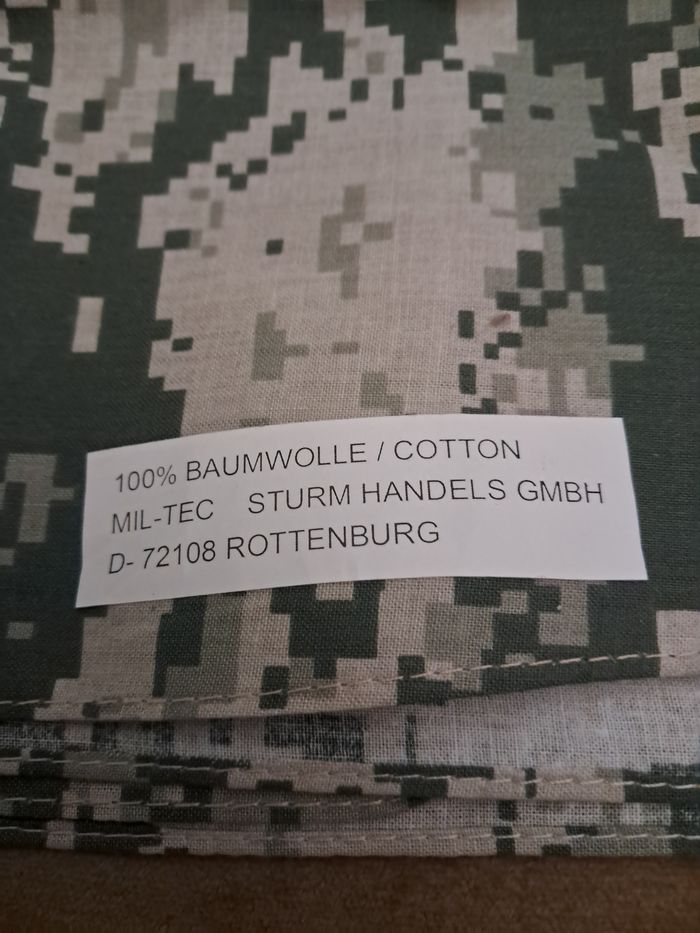 100% BAUMWOLLE / COTTON
MIL-TEC STURM HANDELS GMBH
D- 72108 ROTTENBURG